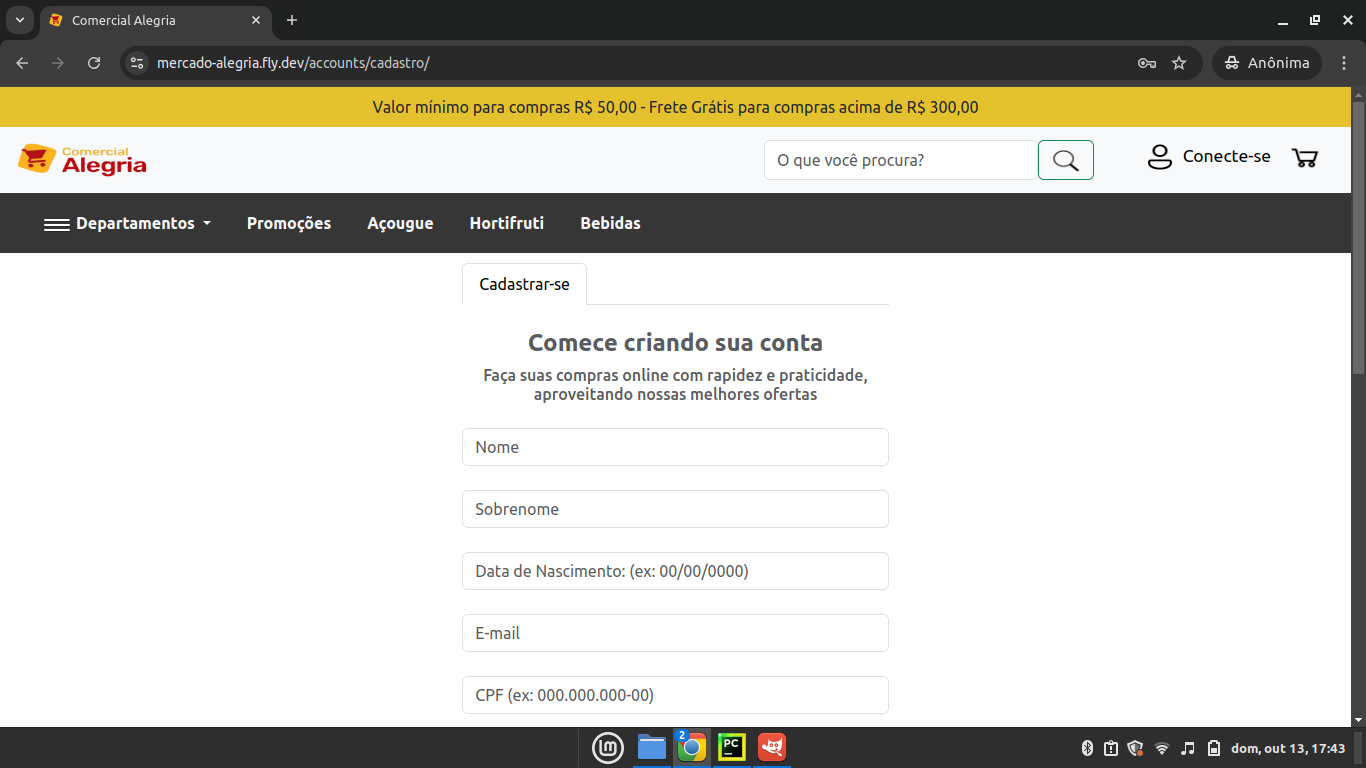 Comercial Alegria
mercado-alegria.fly.dev/accounts/cadastro/
Anônima
Valor mínimo para compras R$ 50,00 - Frete Grátis para compras acima de R$ 300,00
Comercial
Alegria
O que você procura?
Conecte-se
Departamentos
Promoções
Açougue
Hortifruti
Bebidas
Cadastrar-se
Comece criando sua conta
Faça suas compras online com rapidez e praticidade,
aproveitando nossas melhores ofertas
Nome
Sobrenome
Data de Nascimento: (ex: 00/00/0000)
E-mail
CPF (ex: 000.000.000-00)
lm
2
PC
dom, out 13, 17:43